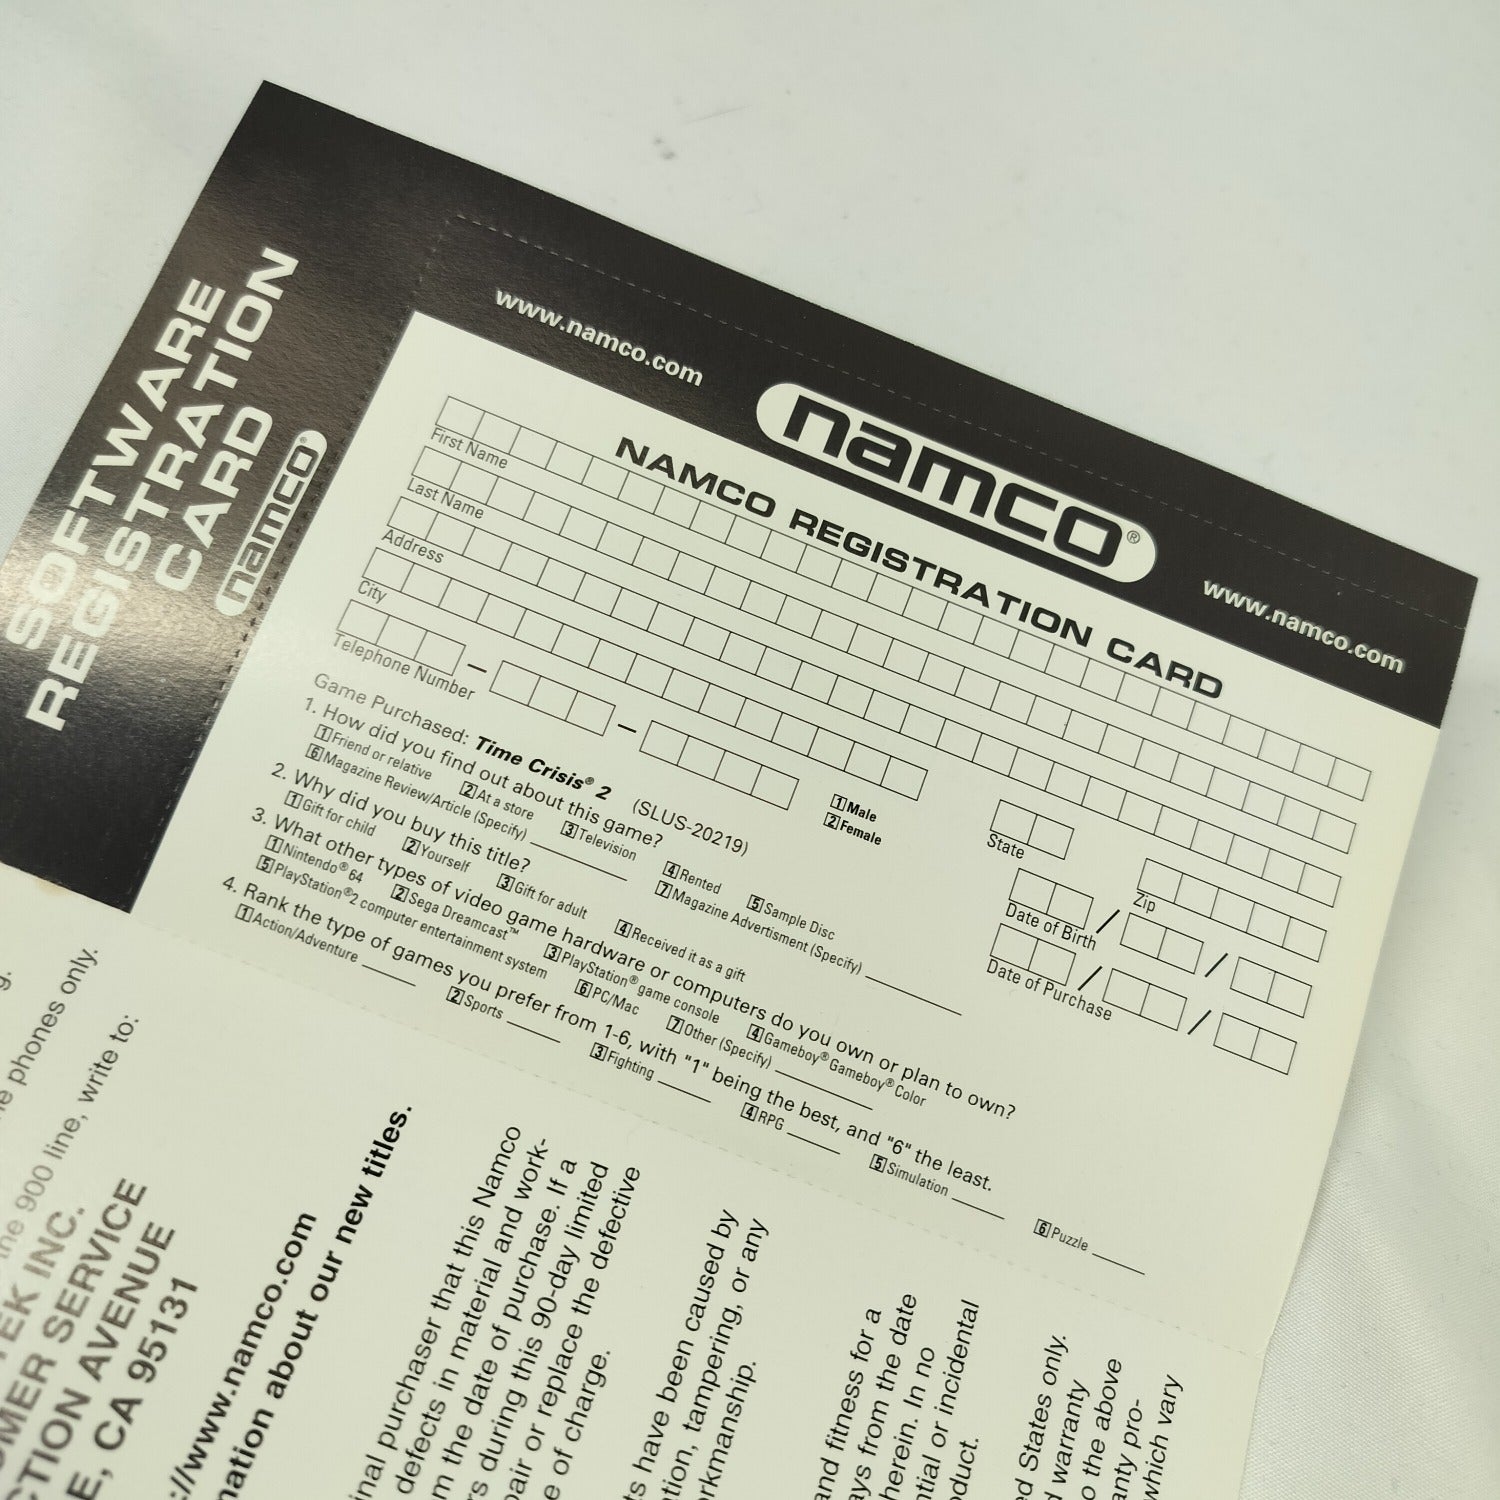 SOFTWARE
REGISTRATION
CARD
namco
www.namco.com
namco®
www.namco.com
NAMCO REGISTRATION CARD
First Name
Last Name
Address
City
State
Zip
Telephone Number
1 Male
2 Female
Date of Birth
Date of Purchase
Game Purchased: Time Crisis® 2 (SLUS-20219)
1. How did you find out about this game?
1 Friend or relative 2 At a store 3 Television 4 Rented 5 Sample Disc
6 Magazine Review/Article (Specify) 7 Magazine Advertisment (Specify)
2. Why did you buy this title?
1 Gift for child 2 Yourself 3 Gift for adult 4 Received it as a gift
3. What other types of video game hardware or computers do you own or plan to own?
1 Nintendo® 64 2 Sega Dreamcast™ 3 PlayStation® game console 4 Gameboy® Gameboy® Color
5 PlayStation®2 computer entertainment system 6 PC/Mac 7 Other (Specify)
4. Rank the type of games you prefer from 1-6, with "1" being the best, and "6" the least.
1 Action/Adventure 2 Sports 3 Fighting 4 RPG 5 Simulation 6 Puzzle
phones only.
the 900 line, write to:
INC.
SERVICE
AVENUE
CA 95131
://www.namco.com
about our new titles.
purchaser that this Namco
defects in material and work-
the date of purchase. If a
during this 90-day limited
or replace the defective
of charge.
have been caused by
tampering, or any
and fitness for a
from the date
herein. In no
or incidental
States only.
warranty
the above
pro-
which vary